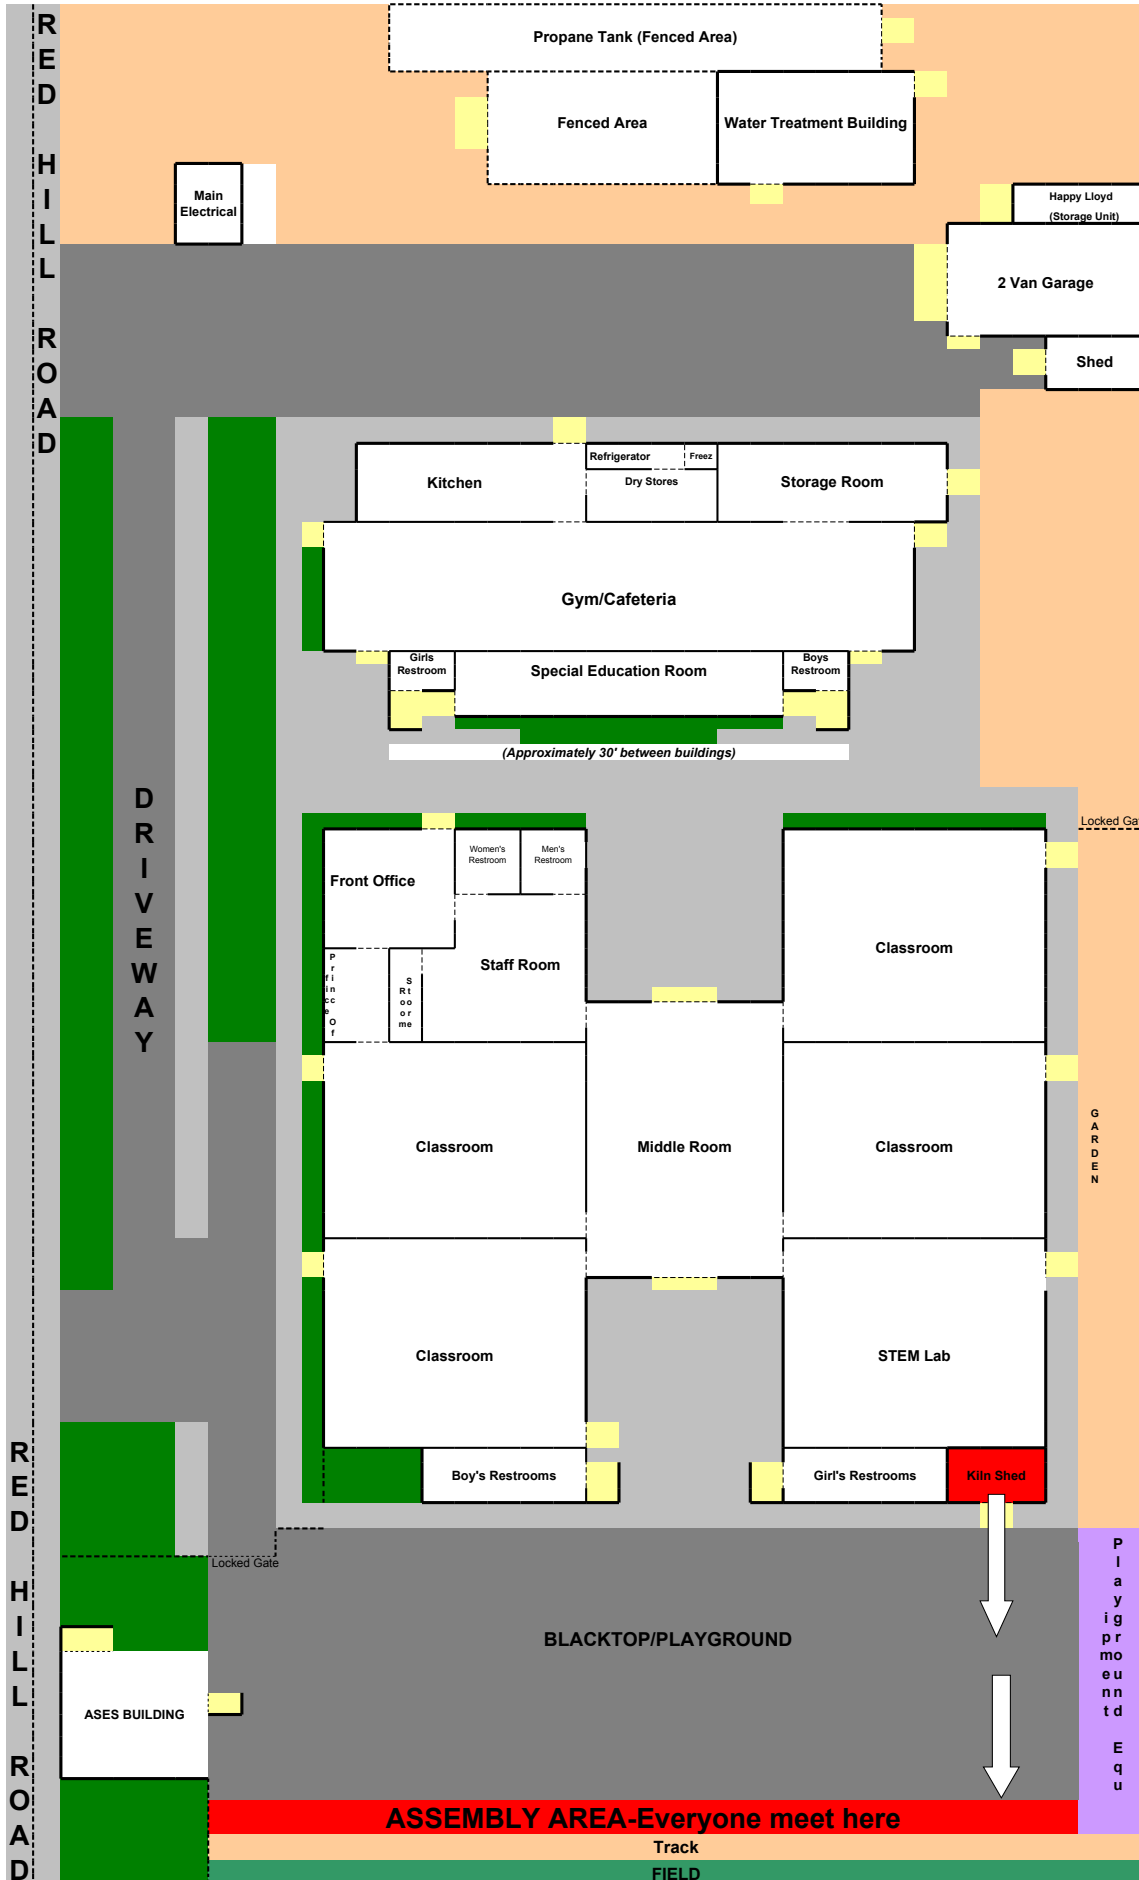 RED HILL ROAD
Propane Tank (Fenced Area)
Fenced Area
Water Treatment Building
Main
Electrical
Happy Lloyd
(Storage Unit)
2 Van Garage
Shed
Refrigerator
Freez
Kitchen
Dry Stores
Storage Room
Gym/Cafeteria
Girls
Restroom
Special Education Room
Boys
Restroom
(Approximately 30' between buildings)
DRIVEWAY
Locked Gat
Women's
Restroom
Men's
Restroom
Front Office
Classroom
Staff Room
Classroom
Middle Room
Classroom
GARDEN
Classroom
STEM Lab
Boy's Restrooms
Girl's Restrooms
Kiln Shed
RED HILL ROAD
Locked Gate
Playground Equ
ipment
BLACKTOP/PLAYGROUND
ASES BUILDING
ASSEMBLY AREA-Everyone meet here
Track
FIELD